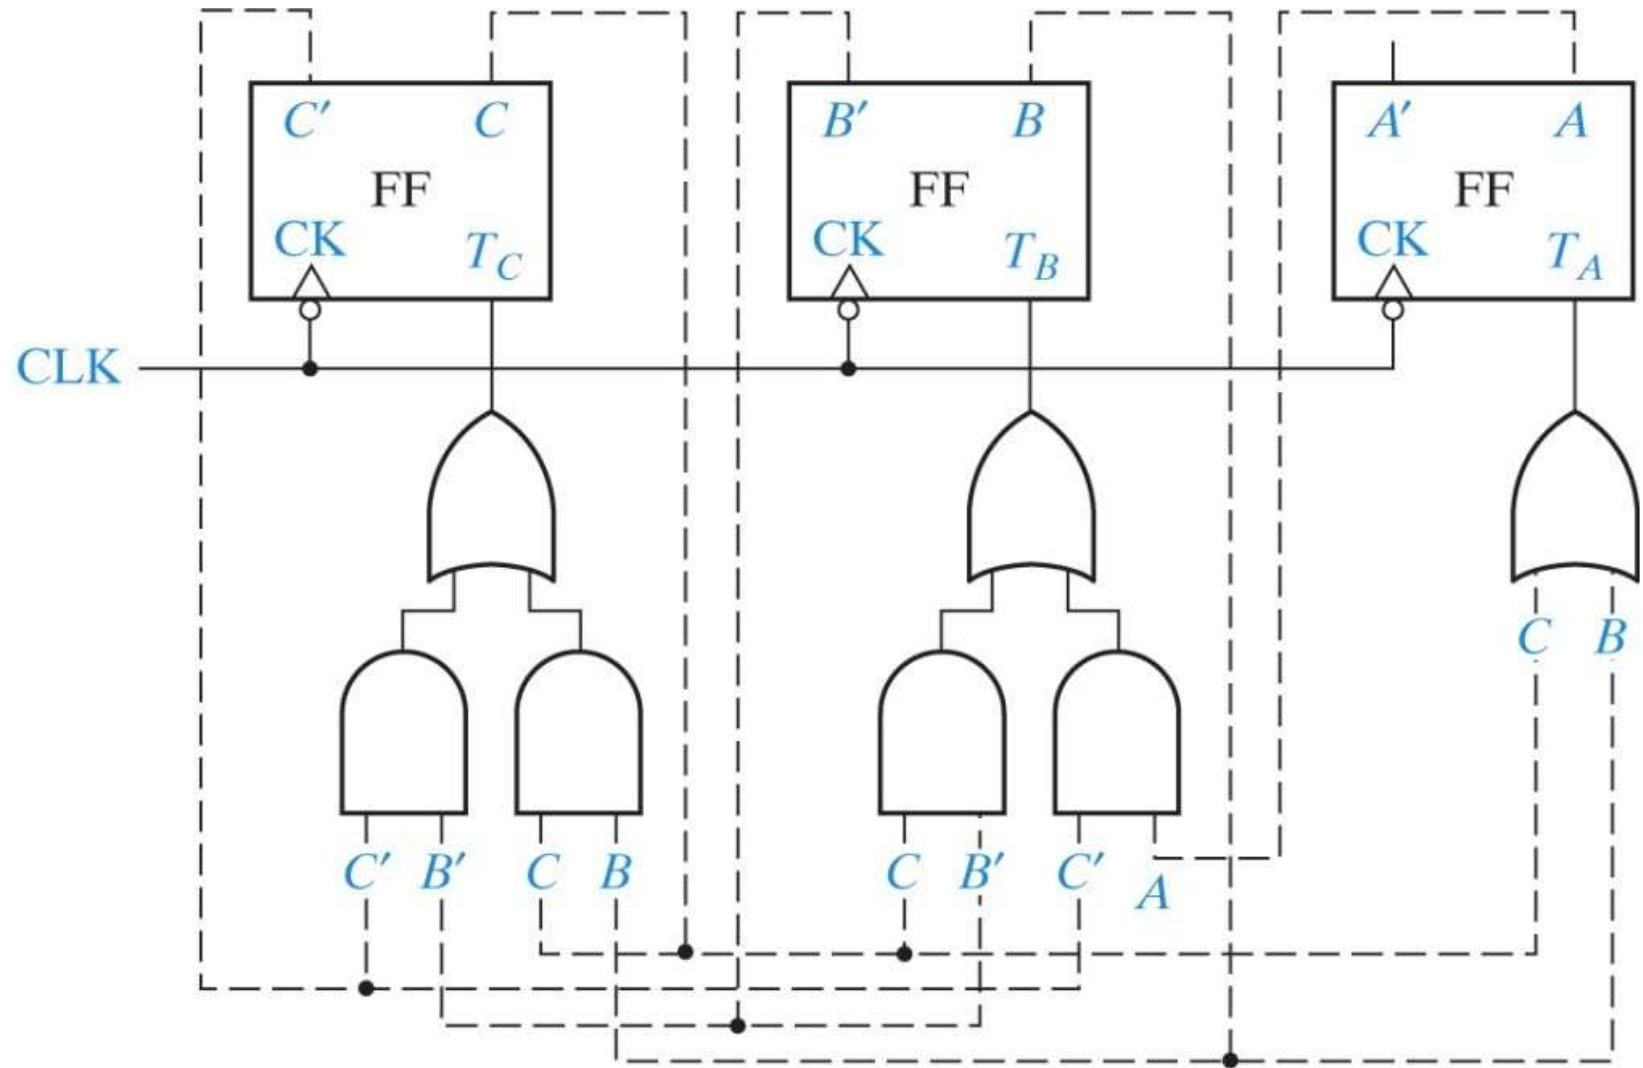 C′ C B′ B A′ A
FF FF FF
CK T_C CK T_B CK T_A
CLK
C B
C′ B′ C B C B′ C′ A